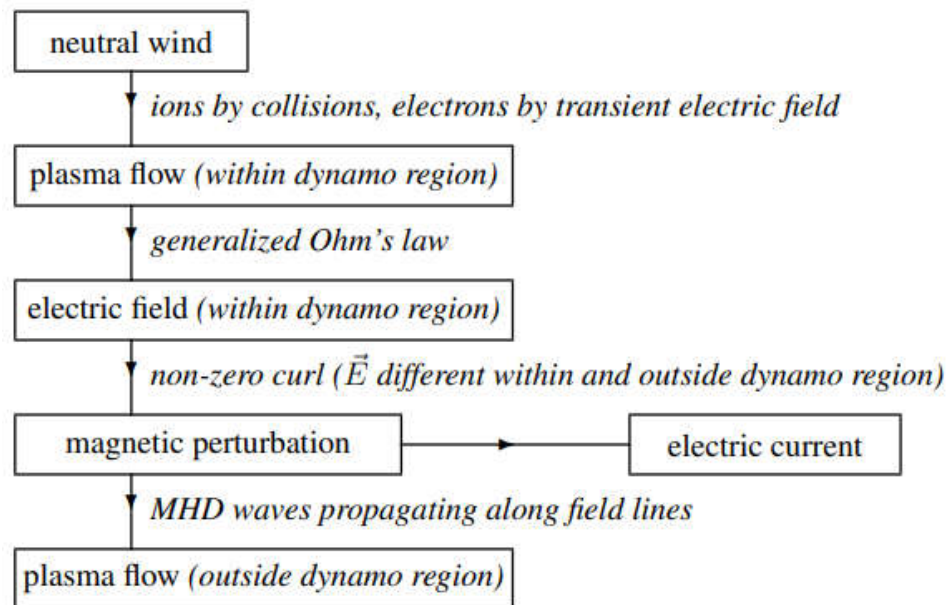 neutral wind
ions by collisions, electrons by transient electric field
plasma flow (within dynamo region)
generalized Ohm's law
electric field (within dynamo region)
non-zero curl (\(\vec{E}\) different within and outside dynamo region)
magnetic perturbation
electric current
MHD waves propagating along field lines
plasma flow (outside dynamo region)